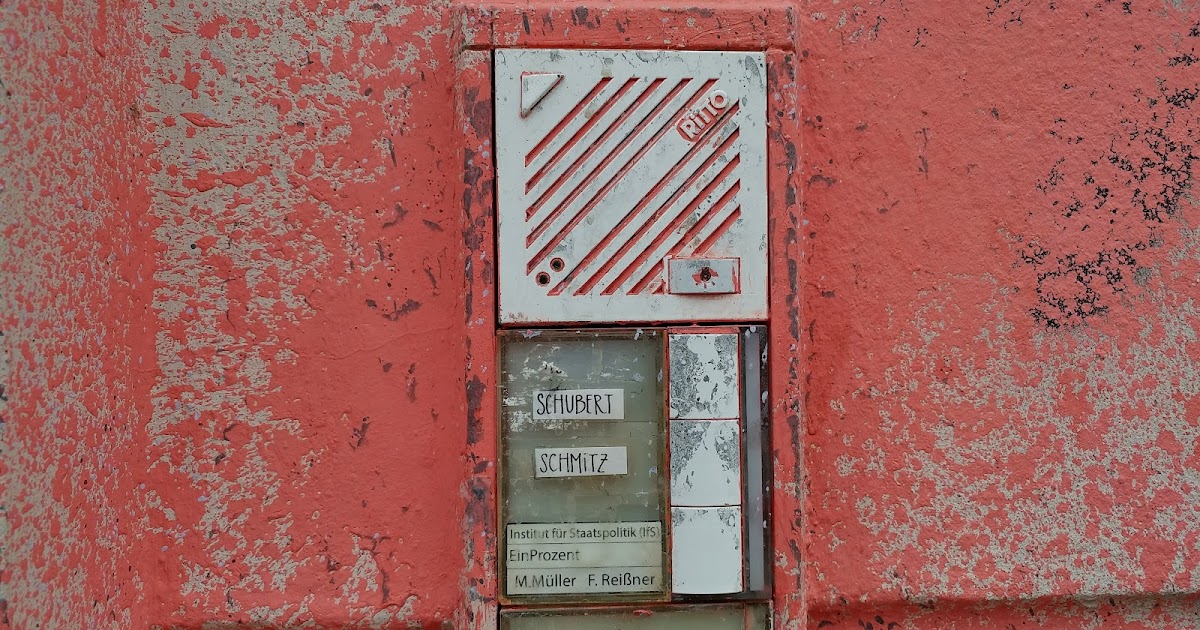 RITTO
SCHUBERT
SCHMITZ
Institut für Staatspolitik (IfS)
EinProzent
M.Müller F. Reißner